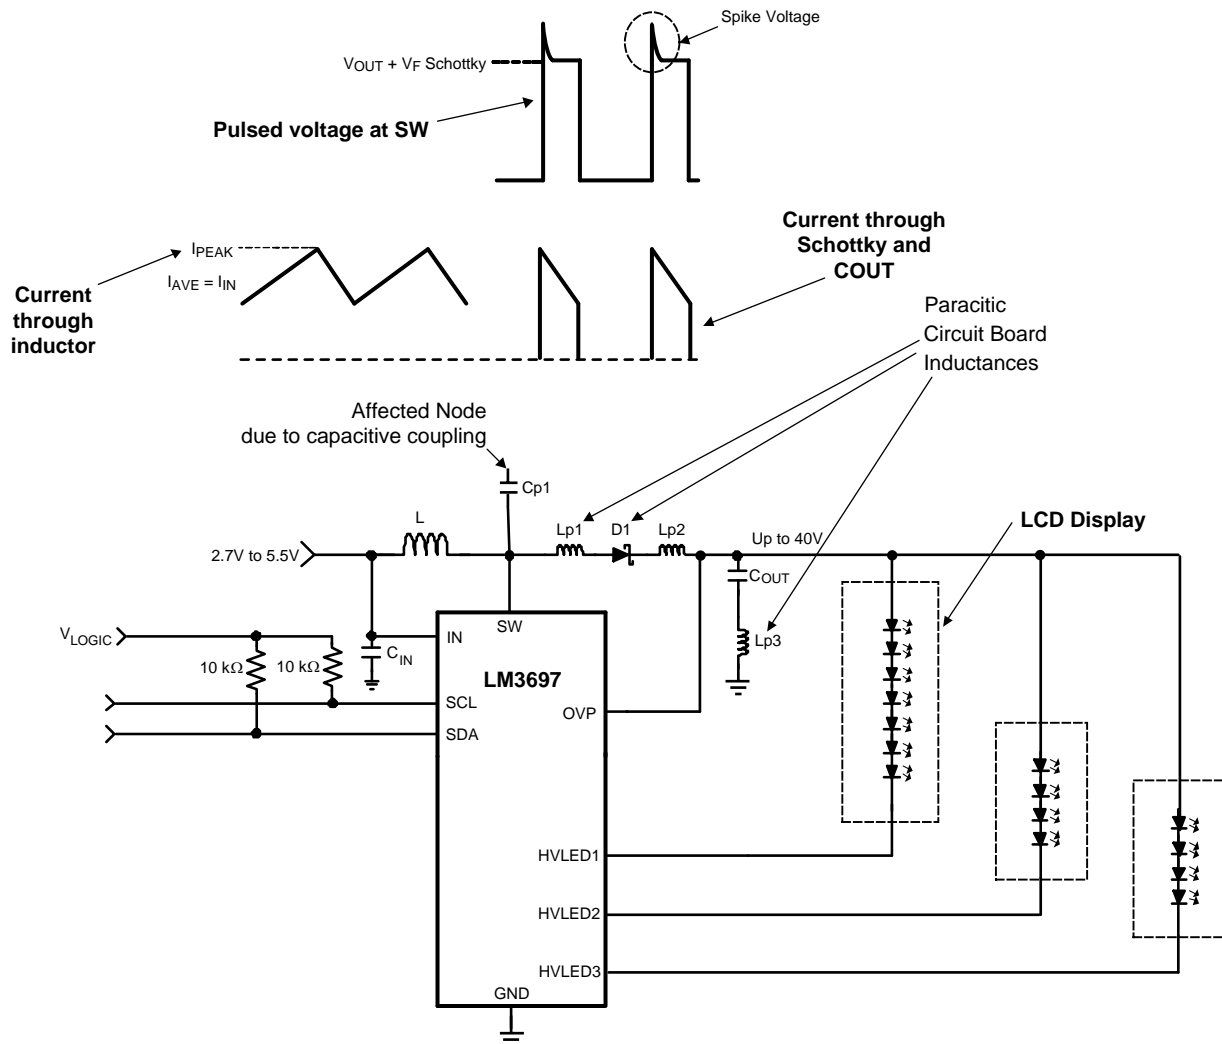 Spike Voltage
VOUT + VF Schottky
Pulsed voltage at SW
Current through
Schottky and
COUT
IPEAK
IAVE = IIN
Current
through
inductor
Paracitic
Circuit Board
Inductances
Affected Node
due to capacitive coupling
Cp1
L
Lp1
D1
Lp2
LCD Display
2.7V to 5.5V
Up to 40V
COUT
VLOGIC
IN
SW
CIN
Lp3
10 kΩ
10 kΩ
LM3697
SCL
OVP
SDA
HVLED1
HVLED2
HVLED3
GND